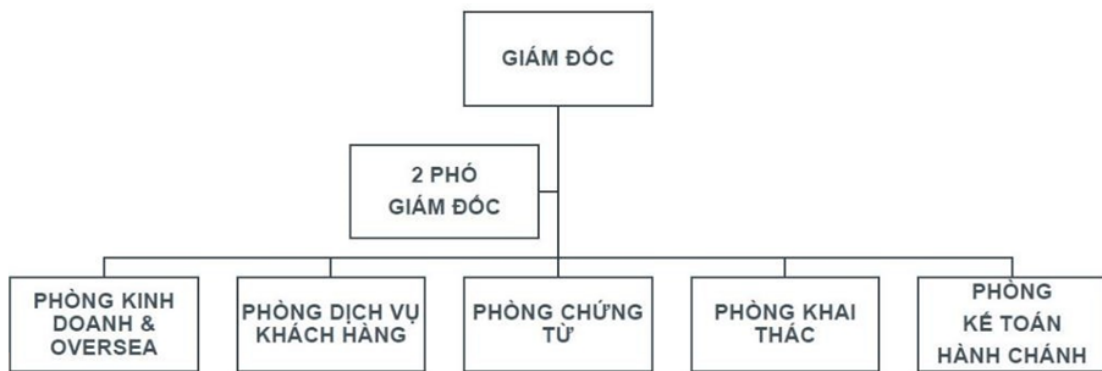 GIÁM ĐỐC
2 PHÓ
GIÁM ĐỐC
PHÒNG KINH
DOANH &
OVERSEA
PHÒNG DỊCH VỤ
KHÁCH HÀNG
PHÒNG CHỨNG
TỪ
PHÒNG KHAI
THÁC
PHÒNG
KẾ TOÁN
HÀNH CHÁNH